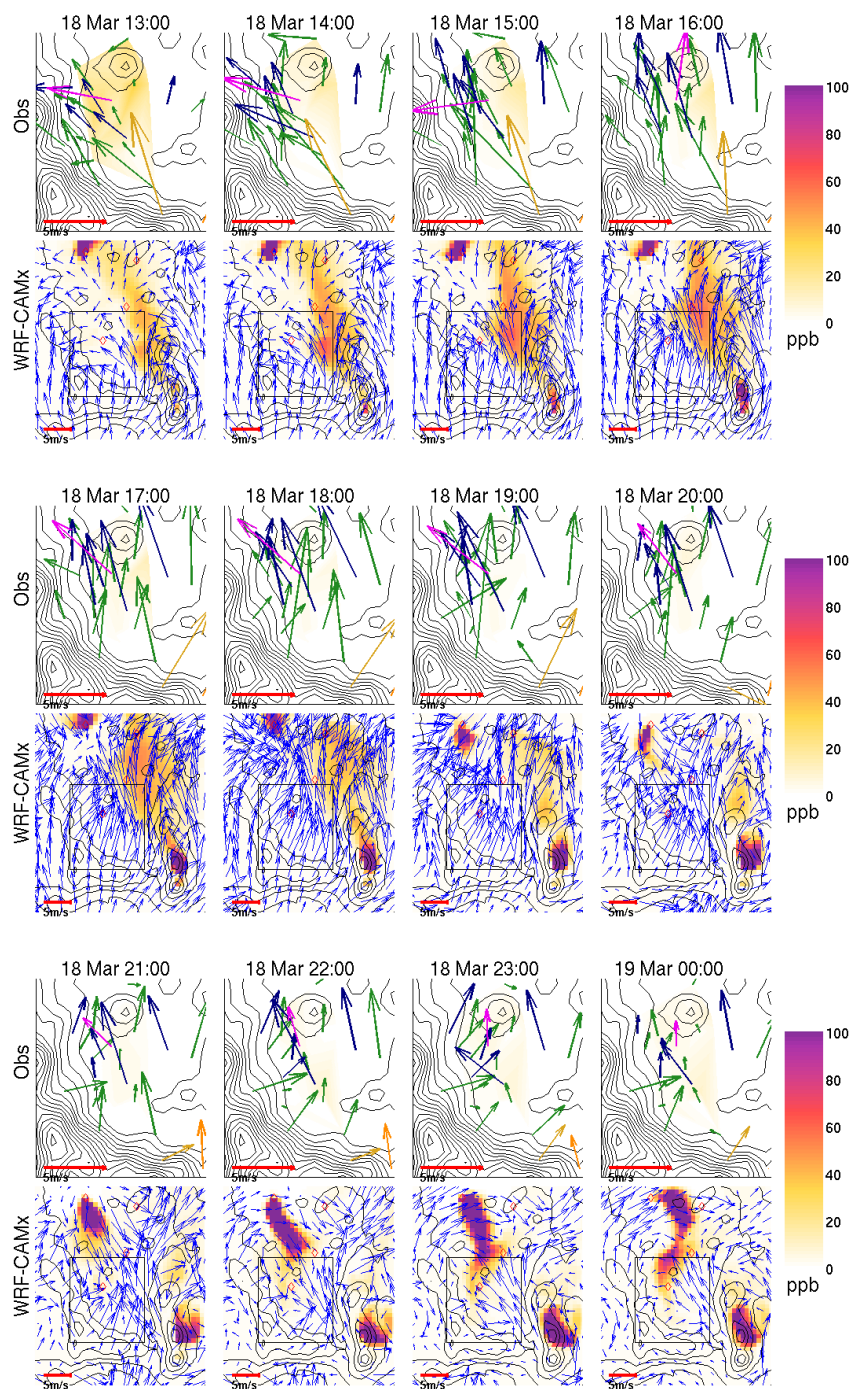 18 Mar 13:00 18 Mar 14:00 18 Mar 15:00 18 Mar 16:00
Obs
5m/s 5m/s 5m/s 5m/s
WRF-CAMx
5m/s 5m/s 5m/s 5m/s
100
80
60
40
20
0
ppb
18 Mar 17:00 18 Mar 18:00 18 Mar 19:00 18 Mar 20:00
Obs
5m/s 5m/s 5m/s 5m/s
WRF-CAMx
5m/s 5m/s 5m/s 5m/s
100
80
60
40
20
0
ppb
18 Mar 21:00 18 Mar 22:00 18 Mar 23:00 19 Mar 00:00
Obs
5m/s 5m/s 5m/s 5m/s
WRF-CAMx
5m/s 5m/s 5m/s 5m/s
100
80
60
40
20
0
ppb